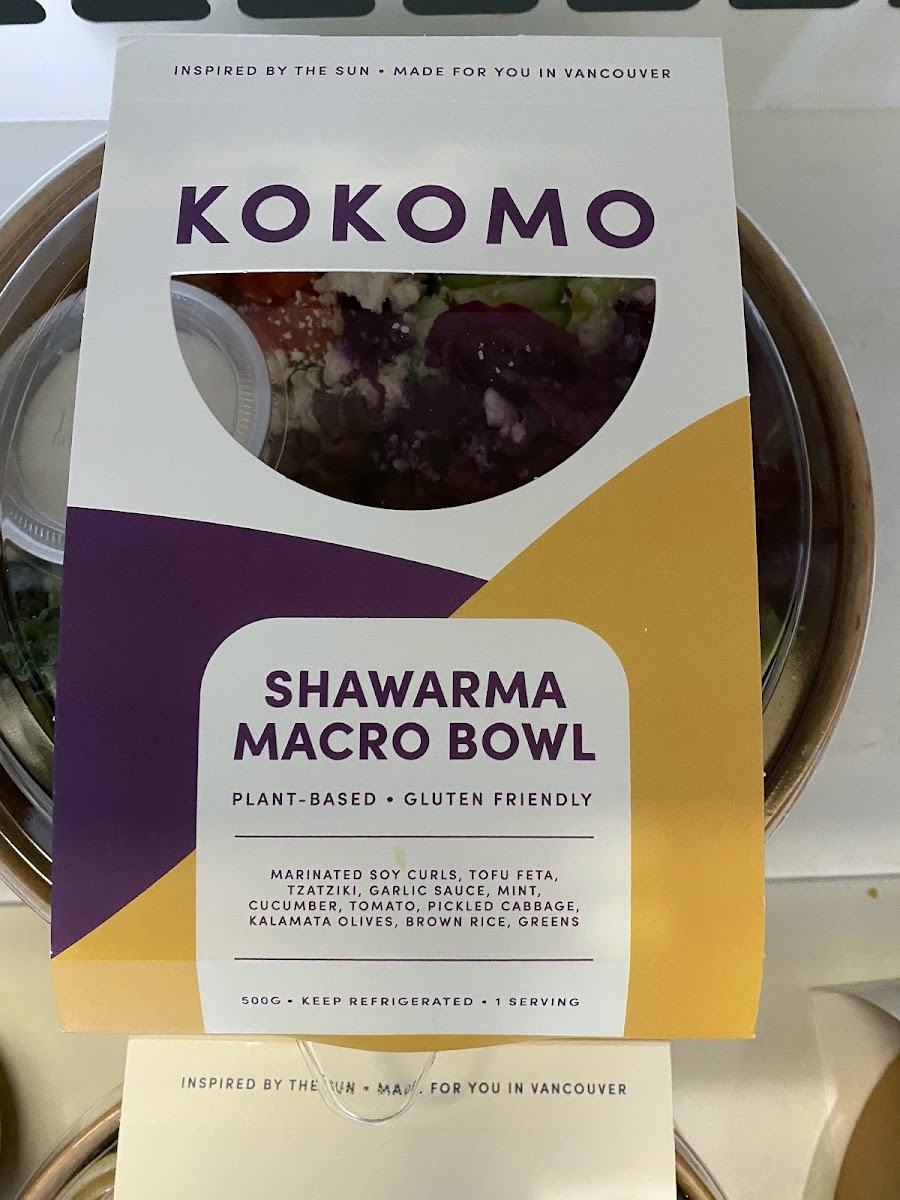 INSPIRED BY THE SUN • MADE FOR YOU IN VANCOUVER
KOKOMO
SHAWARMA
MACRO BOWL
PLANT-BASED • GLUTEN FRIENDLY
MARINATED SOY CURLS, TOFU FETA,
TZATZIKI, GARLIC SAUCE, MINT,
CUCUMBER, TOMATO, PICKLED CABBAGE,
KALAMATA OLIVES, BROWN RICE, GREENS
500G • KEEP REFRIGERATED • 1 SERVING
INSPIRED BY THE SUN • MADE FOR YOU IN VANCOUVER